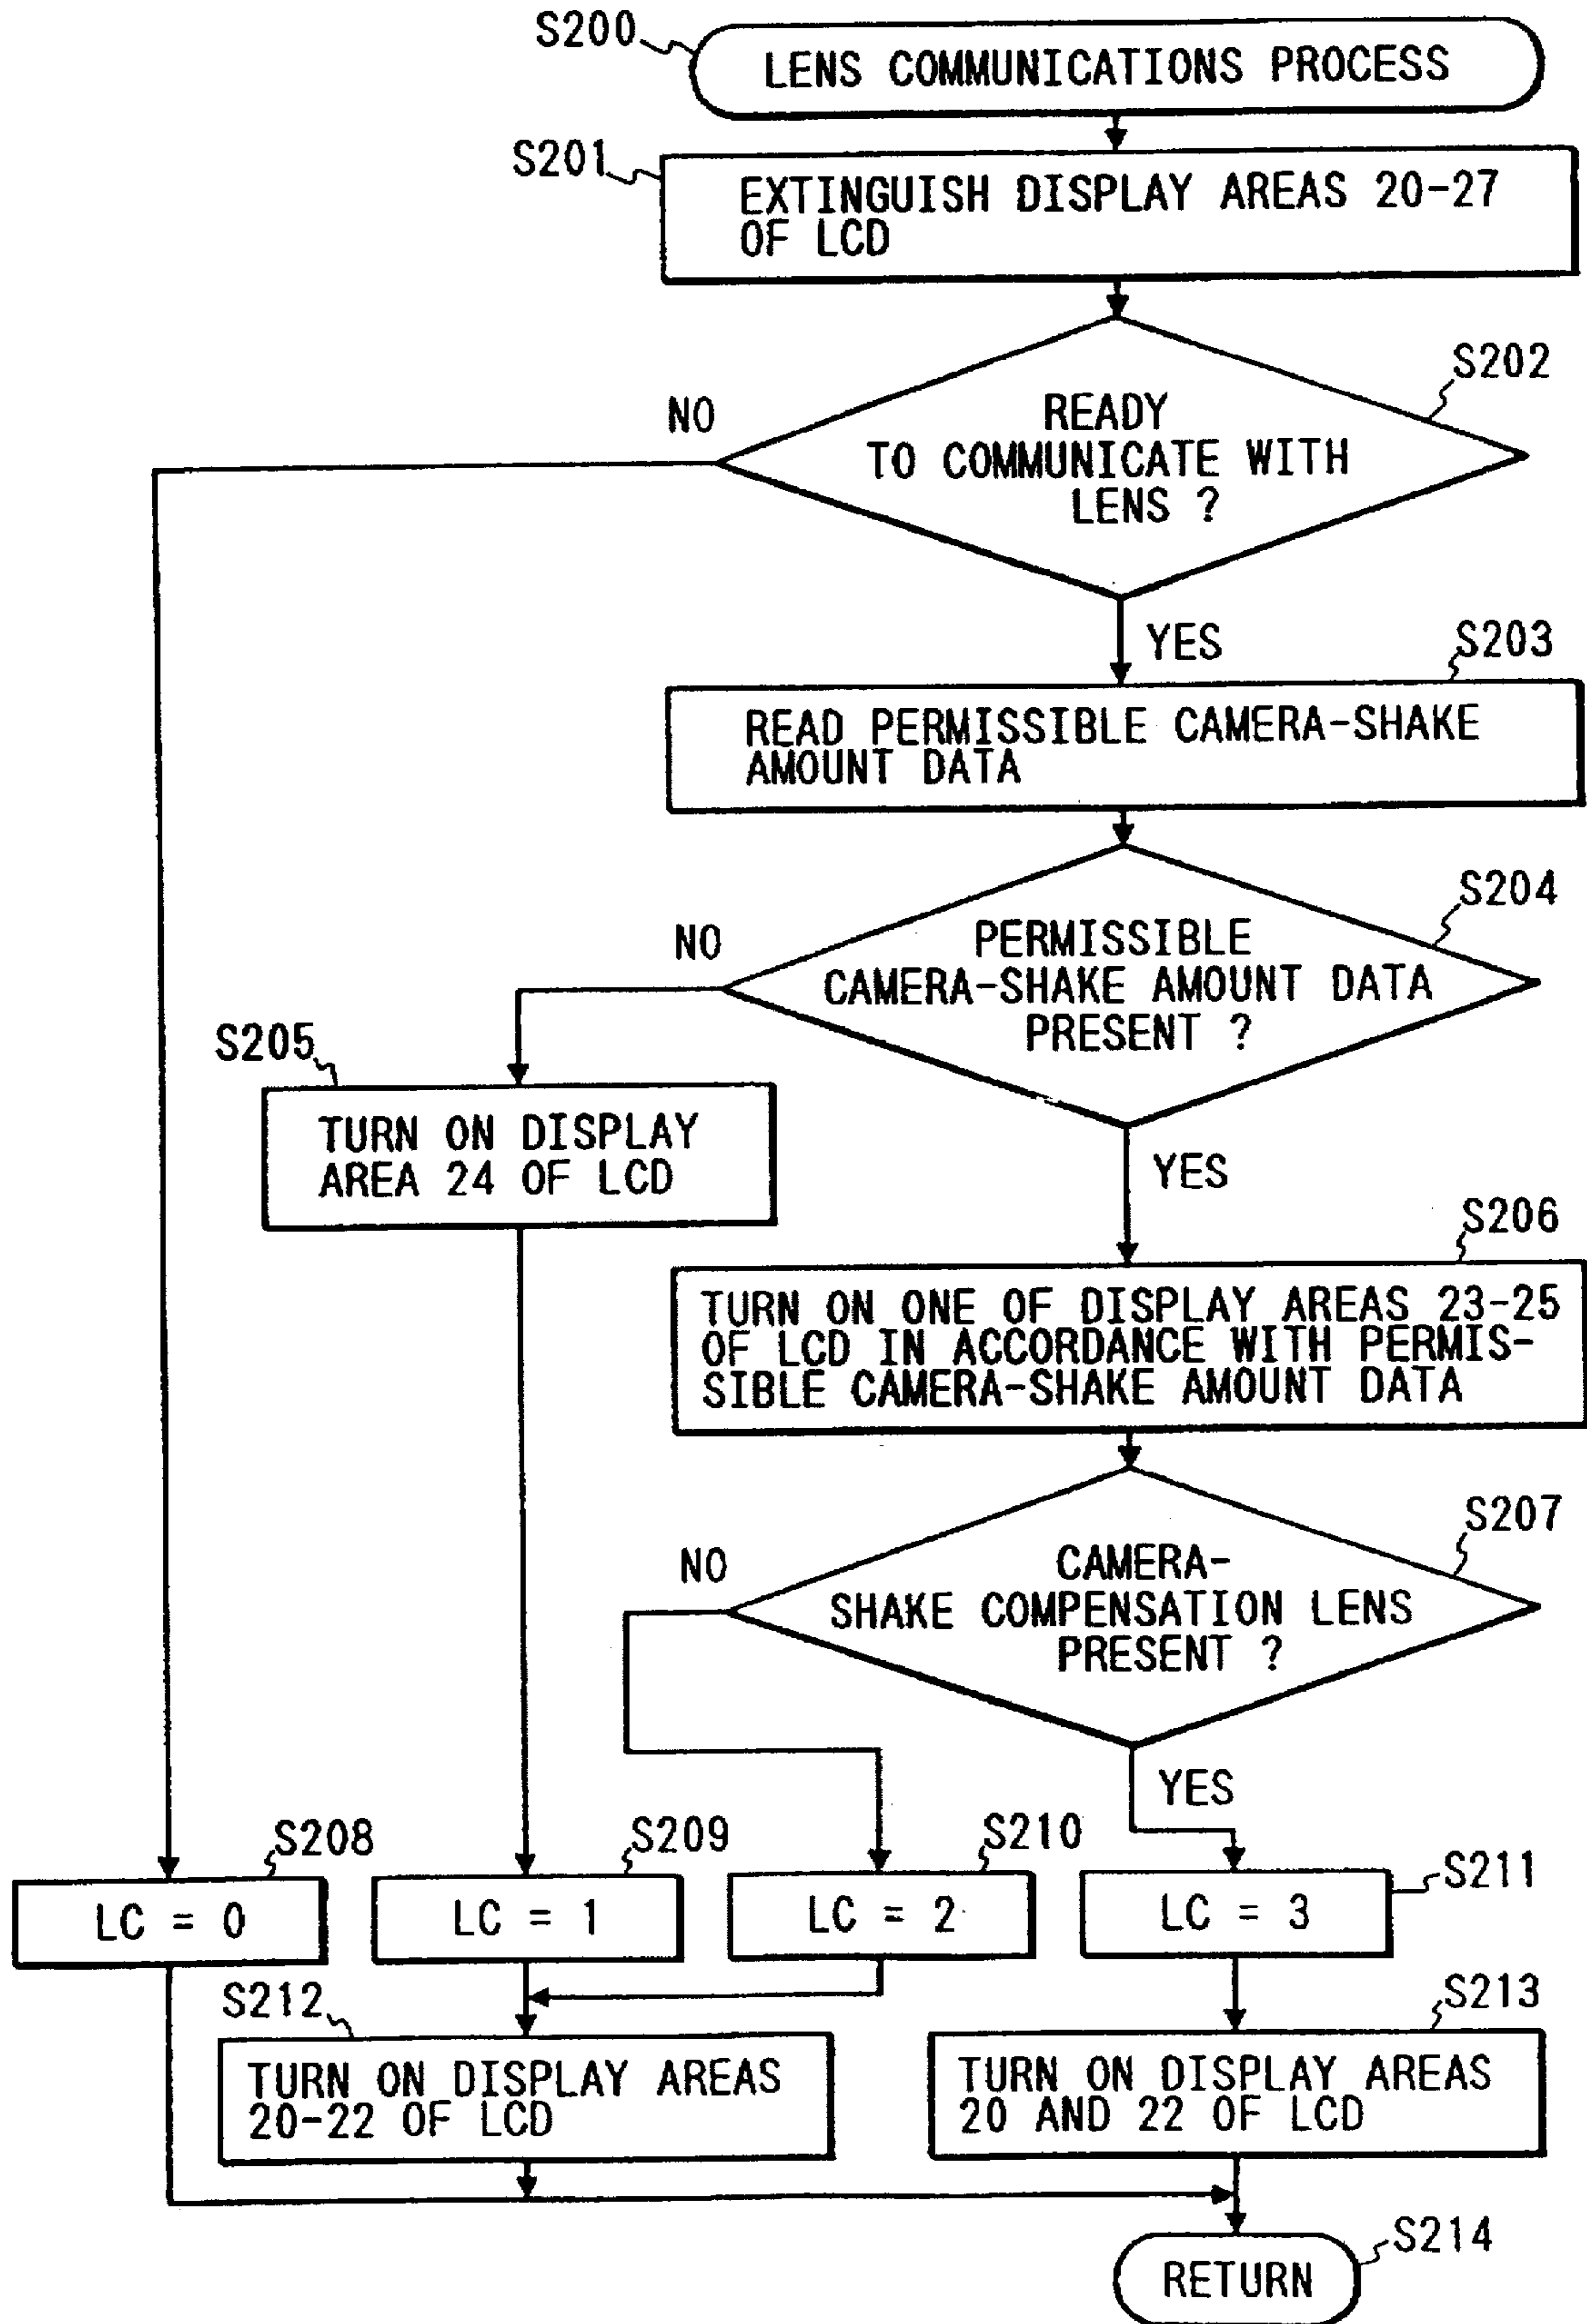 S200
LENS COMMUNICATIONS PROCESS
S201
EXTINGUISH DISPLAY AREAS 20-27
OF LCD
S202
NO
READY
TO COMMUNICATE WITH
LENS ?
YES
S203
READ PERMISSIBLE CAMERA-SHAKE
AMOUNT DATA
S204
NO
PERMISSIBLE
CAMERA-SHAKE AMOUNT DATA
PRESENT ?
S205
TURN ON DISPLAY
AREA 24 OF LCD
YES
S206
TURN ON ONE OF DISPLAY AREAS 23-25
OF LCD IN ACCORDANCE WITH PERMIS-
SIBLE CAMERA-SHAKE AMOUNT DATA
S207
NO
CAMERA-
SHAKE COMPENSATION LENS
PRESENT ?
YES
S208
S209
S210
S211
LC = 0
LC = 1
LC = 2
LC = 3
S212
S213
TURN ON DISPLAY AREAS
20-22 OF LCD
TURN ON DISPLAY AREAS
20 AND 22 OF LCD
S214
RETURN